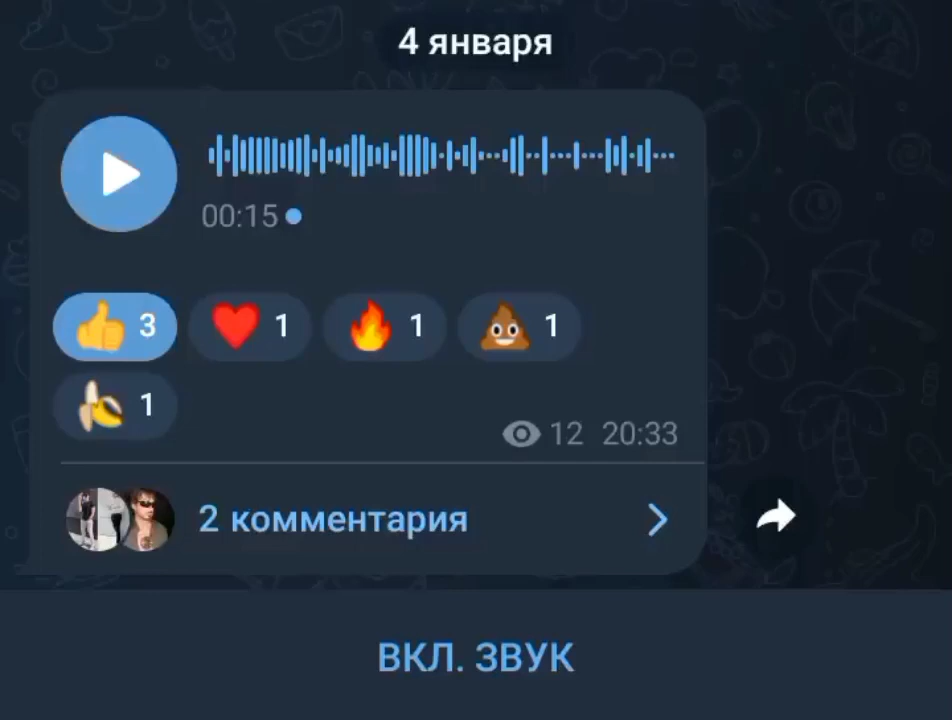 4 января
00:15
3 1 1 1
1
12 20:33
2 комментария
ВКЛ. ЗВУК